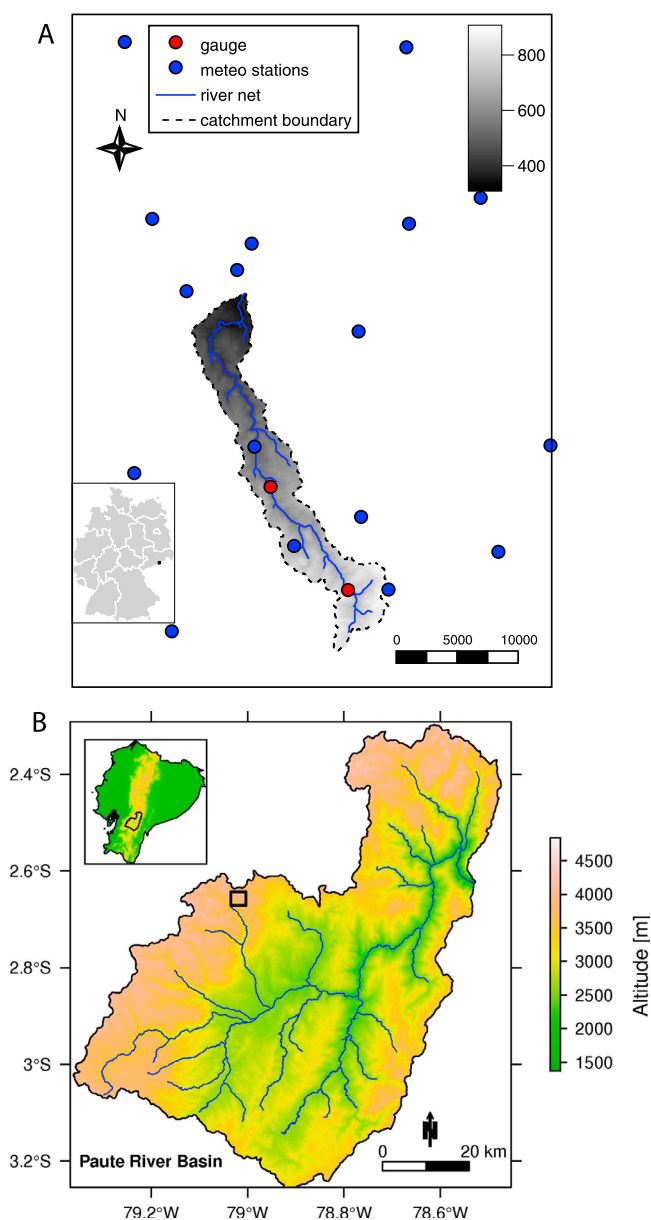 A
gauge
meteo stations
river net
catchment boundary
N
800
600
400
0 5000 10000
B
2.4°S
2.6°S
2.8°S
3°S
3.2°S
4500
4000
3500
3000
2500
2000
1500
Altitude [m]
N
0 20 km
Paute River Basin
79.2°W 79°W 78.8°W 78.6°W